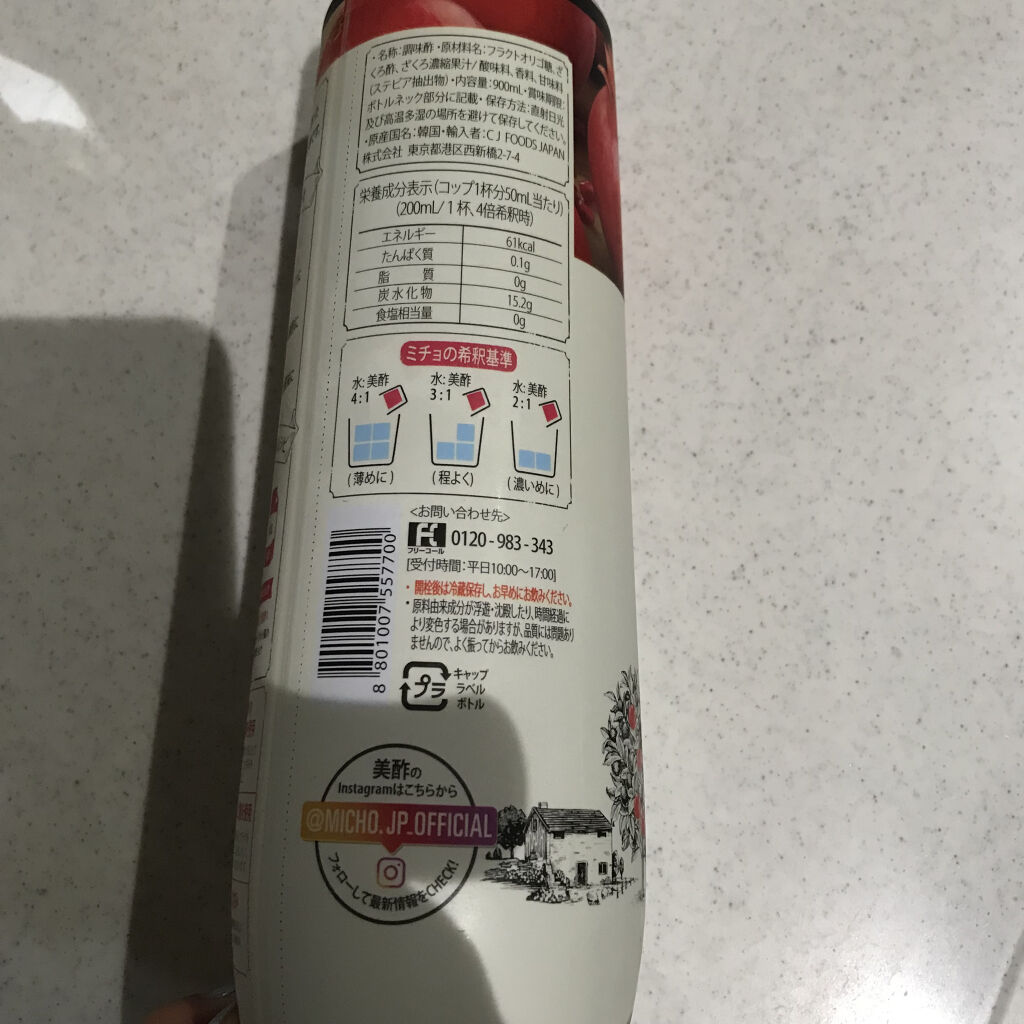 ・名称：調味酢・原材料名：フラクトオリゴ糖、ざ
くろ酢、ざくろ濃縮果汁/酸味料、香料、甘味料
(ステビア抽出物)・内容量：900mL・賞味期限：
ボトルネック部分に記載・保存方法：直射日光
及び高温多湿の場所を避けて保存してください。
・原産国名：韓国・輸入者：CJ FOODS JAPAN
株式会社 東京都港区西新橋2-7-4
栄養成分表示(コップ1杯分50mL当たり)
(200mL/1杯、4倍希釈時)
エネルギー 61kcal
たんぱく質 0.1g
脂質 0g
炭水化物 15.2g
食塩相当量 0g
ミチョの希釈基準
水：美酢 水：美酢 水：美酢
4：1 3：1 2：1
(薄めに) (程よく) (濃いめに)
<お問い合わせ先>
フリーコール 0120-983-343
[受付時間：平日10:00〜17:00]
・開栓後は冷蔵保存し、お早めにお飲みください。
・原料由来成分が浮遊・沈殿したり、時間経過に
より変色する場合がありますが、品質には問題あり
ませんので、よく振ってからお飲みください。
8 801007 557700
プラ
キャップ
ラベル
ボトル
美酢の
Instagramはこちらから
@MICHO.JP_OFFICIAL
フォローして最新情報をCHECK!